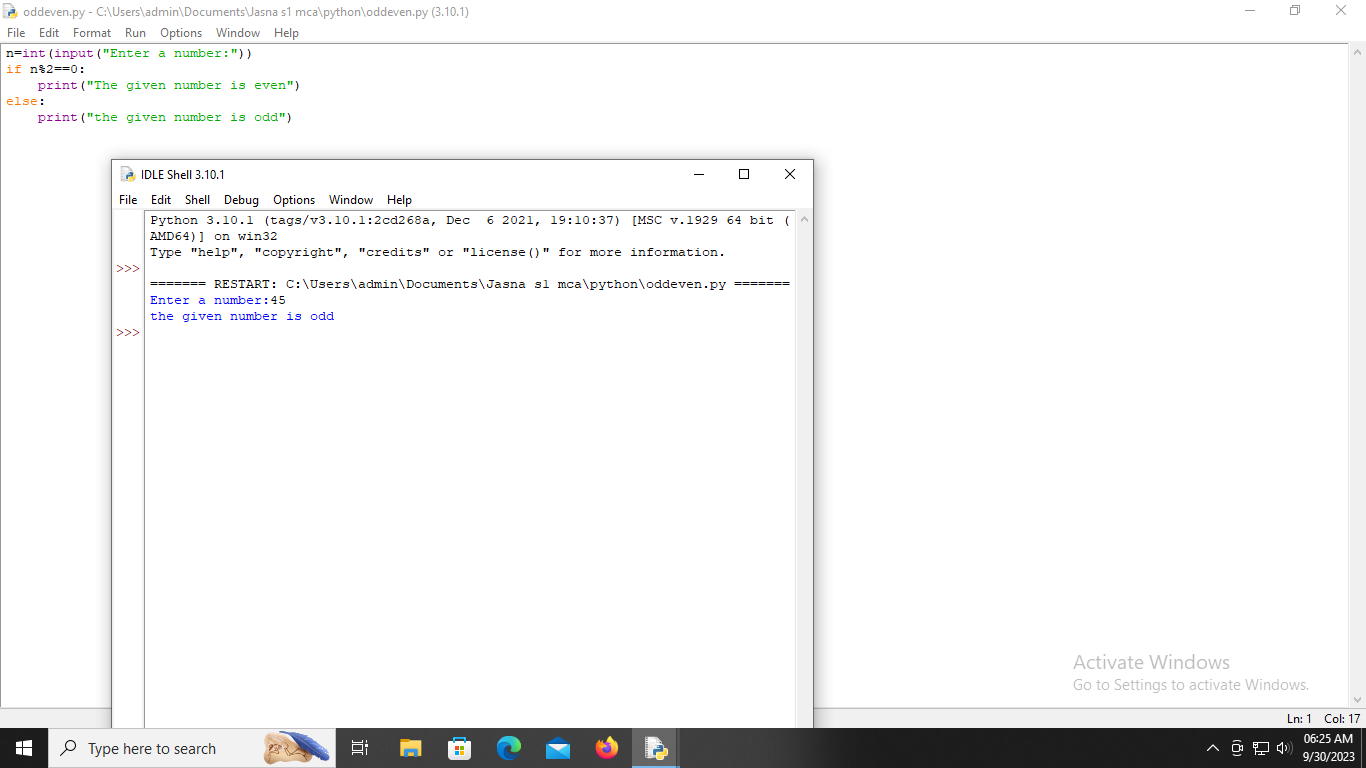 oddeven.py - C:\Users\admin\Documents\Jasna s1 mca\python\oddeven.py (3.10.1)
File Edit Format Run Options Window Help
n=int(input("Enter a number:"))
if n%2==0:
    print("The given number is even")
else:
    print("the given number is odd")
IDLE Shell 3.10.1
File Edit Shell Debug Options Window Help
Python 3.10.1 (tags/v3.10.1:2cd268a, Dec  6 2021, 19:10:37) [MSC v.1929 64 bit (
AMD64)] on win32
Type "help", "copyright", "credits" or "license()" for more information.
>>>
======= RESTART: C:\Users\admin\Documents\Jasna s1 mca\python\oddeven.py =======
Enter a number:45
the given number is odd
>>>
Activate Windows
Go to Settings to activate Windows.
Ln: 1 Col: 17
Type here to search
06:25 AM
9/30/2023